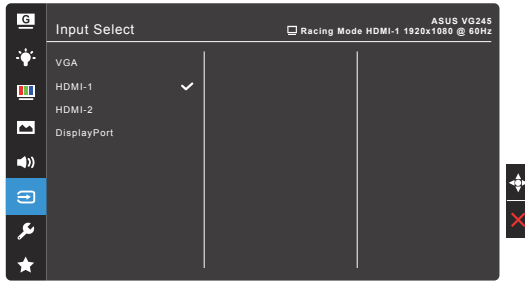 G
Input Select
ASUS VG245
Racing Mode HDMI-1 1920x1080 @ 60Hz
VGA
HDMI-1
HDMI-2
DisplayPort